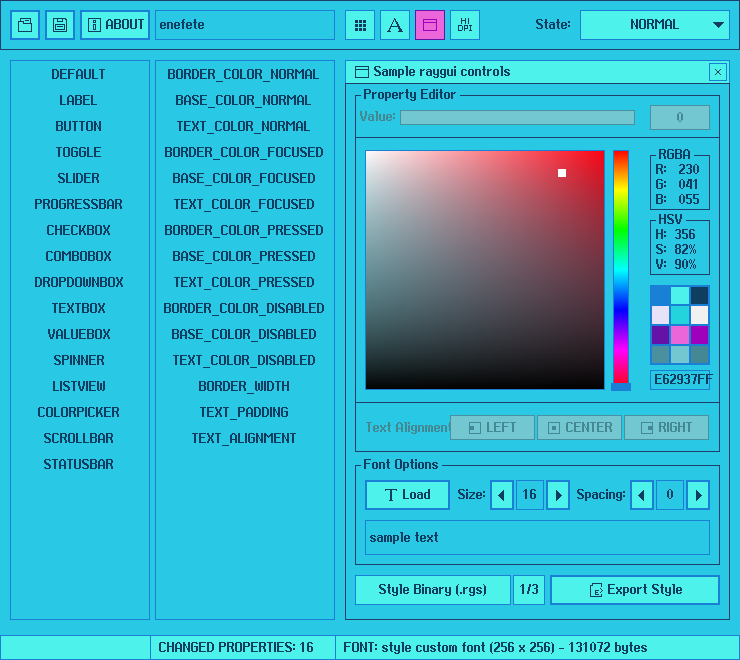 ABOUT
enefete
A
HI
DPI
State:
NORMAL
DEFAULT
LABEL
BUTTON
TOGGLE
SLIDER
PROGRESSBAR
CHECKBOX
COMBOBOX
DROPDOWNBOX
TEXTBOX
VALUEBOX
SPINNER
LISTVIEW
COLORPICKER
SCROLLBAR
STATUSBAR
BORDER_COLOR_NORMAL
BASE_COLOR_NORMAL
TEXT_COLOR_NORMAL
BORDER_COLOR_FOCUSED
BASE_COLOR_FOCUSED
TEXT_COLOR_FOCUSED
BORDER_COLOR_PRESSED
BASE_COLOR_PRESSED
TEXT_COLOR_PRESSED
BORDER_COLOR_DISABLED
BASE_COLOR_DISABLED
TEXT_COLOR_DISABLED
BORDER_WIDTH
TEXT_PADDING
TEXT_ALIGNMENT
Sample raygui controls
Property Editor
Value:
0
RGBA
R: 230
G: 041
B: 055
HSV
H: 356
S: 82%
V: 90%
E62937FF
Text Alignment
LEFT
CENTER
RIGHT
Font Options
Load
Size:
16
Spacing:
0
sample text
Style Binary (.rgs)
1/3
Export Style
CHANGED PROPERTIES: 16
FONT: style custom font (256 x 256) - 131072 bytes